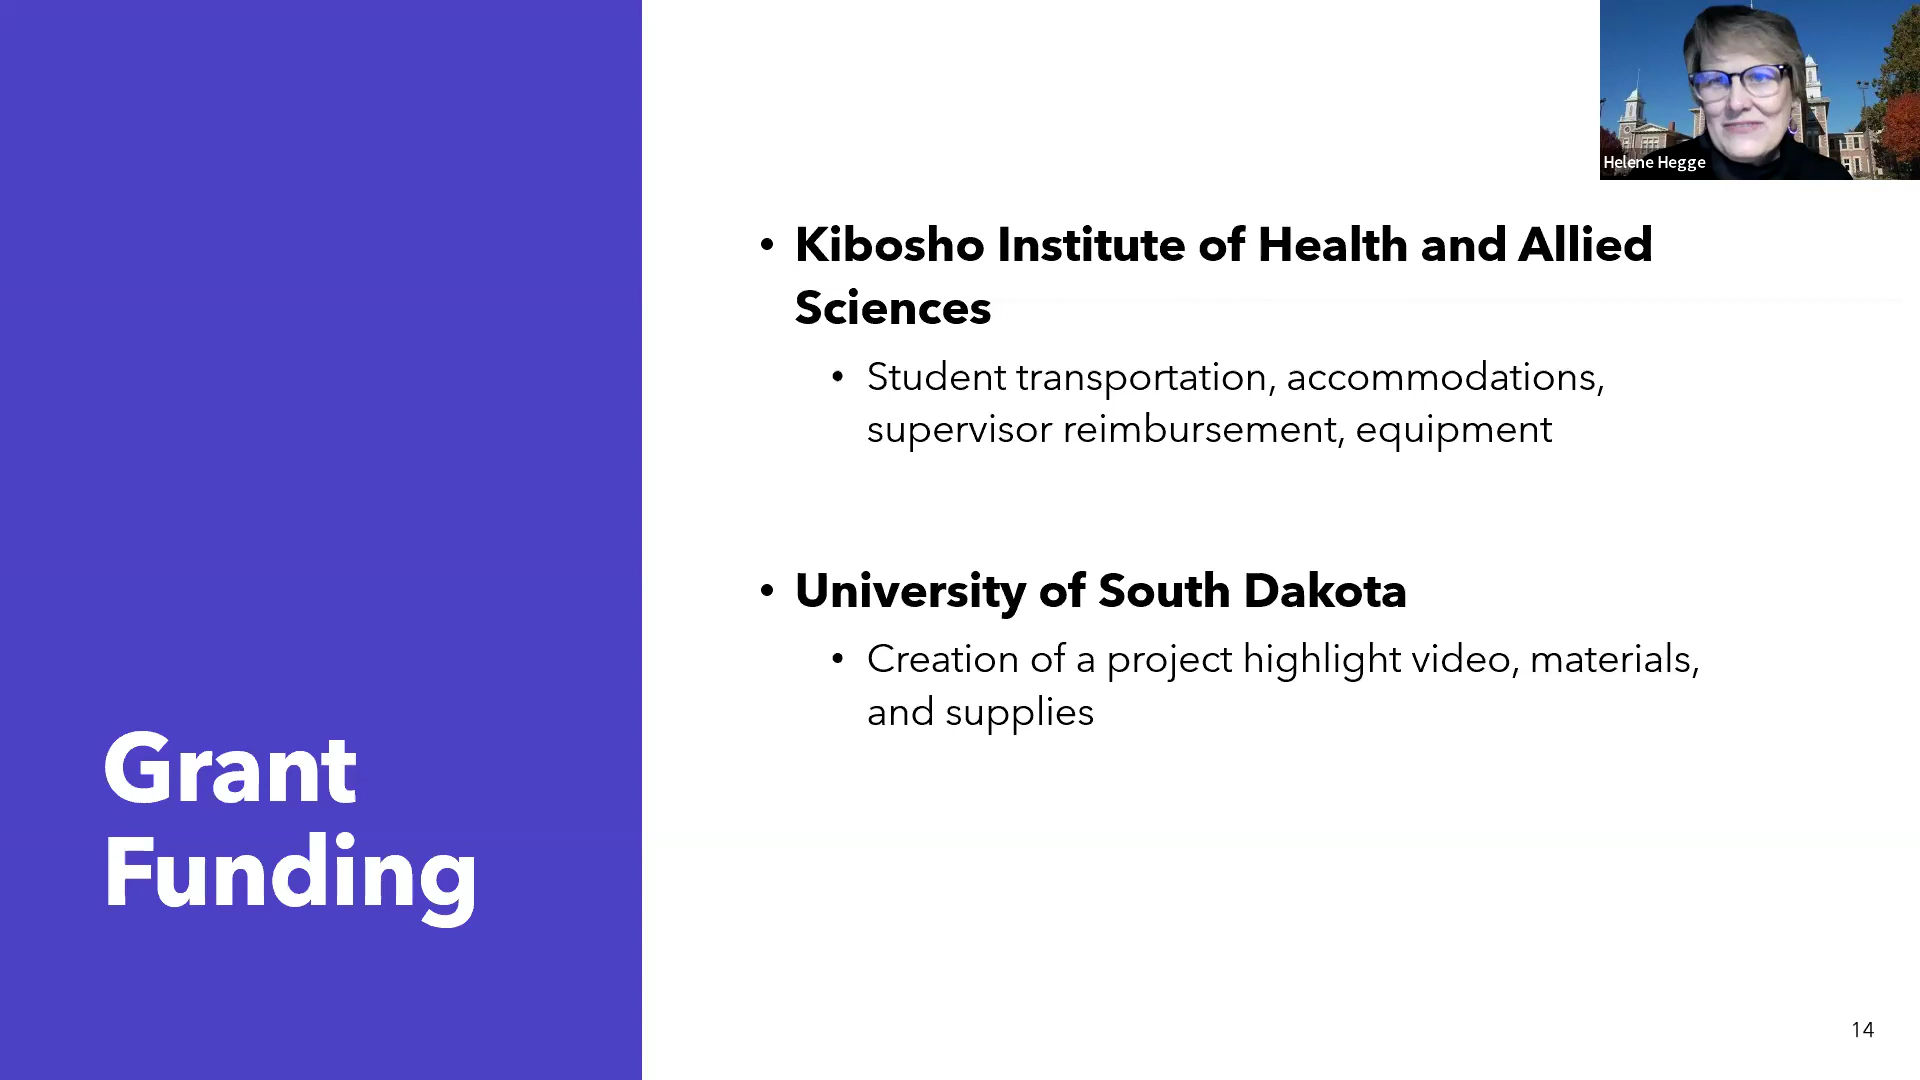 Helene Hegge
• Kibosho Institute of Health and Allied
Sciences
• Student transportation, accommodations,
supervisor reimbursement, equipment
• University of South Dakota
• Creation of a project highlight video, materials,
and supplies
Grant
Funding
14